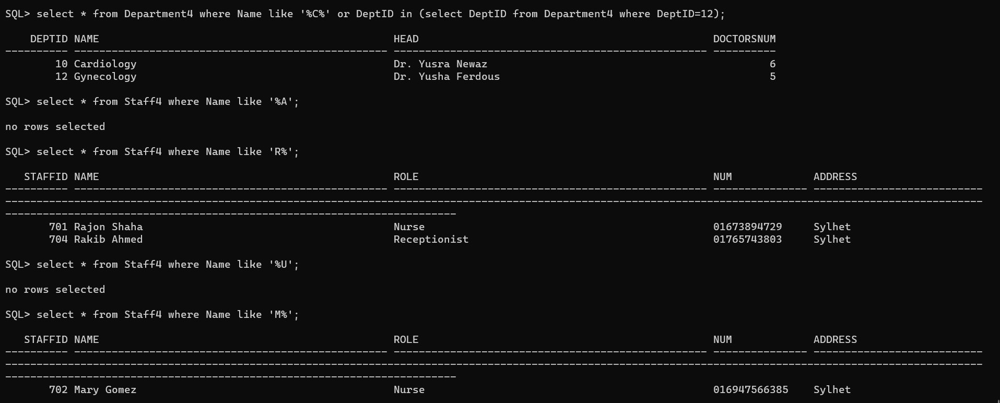 SQL> select * from Department4 where Name like '%C%' or DeptID in (select DeptID from Department4 where DeptID=12);
DEPTID NAME HEAD DOCTORSNUM
---------- -------------------------------------------------- -------------------------------------------------- ----------
10 Cardiology Dr. Yusra Newaz 6
12 Gynecology Dr. Yusha Ferdous 5
SQL> select * from Staff4 where Name like '%A';
no rows selected
SQL> select * from Staff4 where Name like 'R%';
STAFFID NAME ROLE NUM ADDRESS
---------- -------------------------------------------------- -------------------------------------------------- --------------- ---------------------------
------------------------------------------------------------------------------------------------------------------------------------------------------------
------------------------------------------------------------------------
701 Rajon Shaha Nurse 01673894729 Sylhet
704 Rakib Ahmed Receptionist 01765743803 Sylhet
SQL> select * from Staff4 where Name like '%U';
no rows selected
SQL> select * from Staff4 where Name like 'M%';
STAFFID NAME ROLE NUM ADDRESS
---------- -------------------------------------------------- -------------------------------------------------- --------------- ---------------------------
------------------------------------------------------------------------------------------------------------------------------------------------------------
------------------------------------------------------------------------
702 Mary Gomez Nurse 016947566385 Sylhet